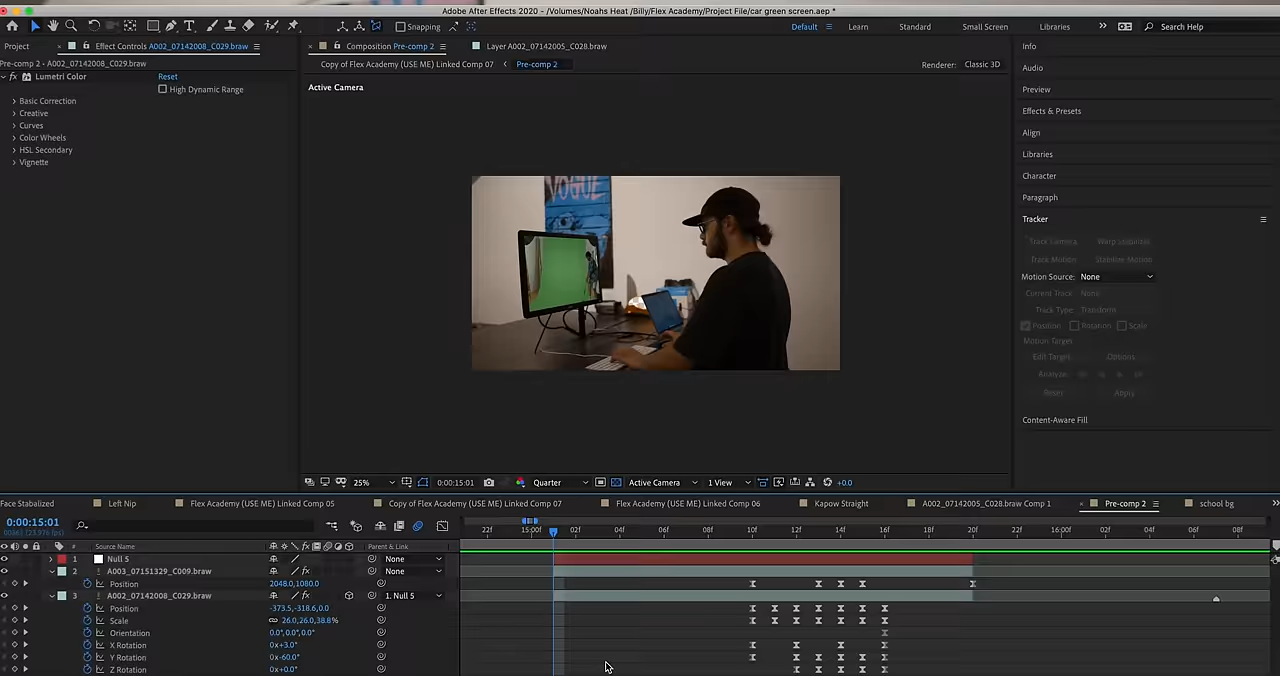 Adobe After Effects 2020 - /Volumes/Noahs Heat /Billy/Flex Academy/Project File/car green screen.aep *
Snapping
Default
Learn
Standard
Small Screen
Libraries
Search Help
Project
Effect Controls A002_07142008_C029.braw
Composition Pre-comp 2
Layer A002_07142005_C028.braw
Info
Pre-comp 2 - A002_07142008_C029.braw
Copy of Flex Academy (USE ME) Linked Comp 07
Pre-comp 2
Renderer: Classic 3D
Audio
fx Lumetri Color
Reset
High Dynamic Range
Active Camera
Preview
Basic Correction
Creative
Curves
Color Wheels
HSL Secondary
Vignette
Effects & Presets
Align
Libraries
Character
Paragraph
Tracker
VOGUE
Track Camera
Warp Stabilizer
Track Motion
Stabilize Motion
Motion Source: None
Current Track: None
Track Type: Transform
Position
Rotation
Scale
Motion Target:
Edit Target...
Options...
Analyze:
Reset
Apply
Content-Aware Fill
25%
0:00:15:01
Quarter
Active Camera
1 View
+0.0
Face Stabalized
Left Nip
Flex Academy (USE ME) Linked Comp 05
Copy of Flex Academy (USE ME) Linked Comp 07
Flex Academy (USE ME) Linked Comp 06
Kapow Straight
A002_07142005_C028.braw Comp 1
Pre-comp 2
school bg
0:00:15:01
22f
15:00f
02f
04f
06f
08f
10f
12f
14f
16f
18f
20f
22f
16:00f
02f
04f
06f
08f
#
Source Name
fx
Parent & Link
1
Null 5
None
2
A003_07151329_C009.braw
fx
None
Position
2048.0,1080.0
3
A002_07142008_C029.braw
fx
1. Null 5
Position
-373.5,-318.6,0.0
Scale
26.0,26.0,38.8%
Orientation
0.0°,0.0°,0.0°
X Rotation
0x+3.0°
Y Rotation
0x-60.0°
Z Rotation
0x+0.0°